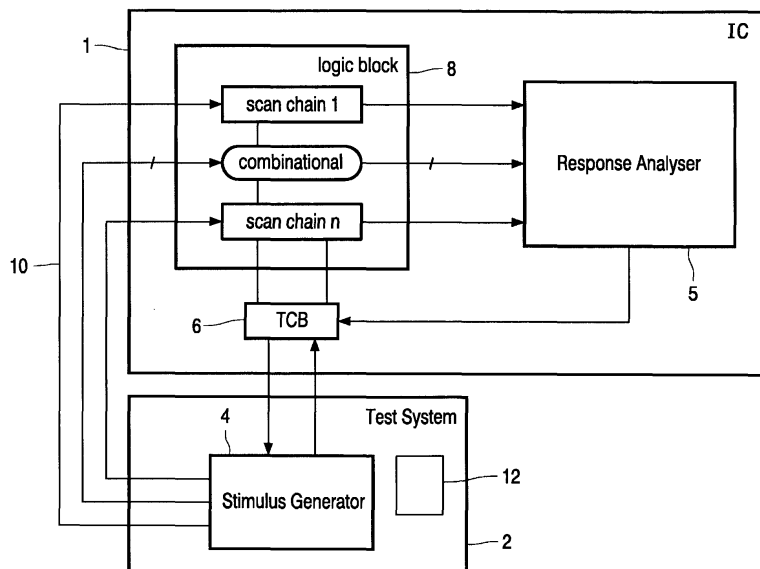 1
IC
logic block
8
scan chain 1
combinational
Response Analyser
scan chain n
10
5
6
TCB
4
Test System
Stimulus Generator
12
2